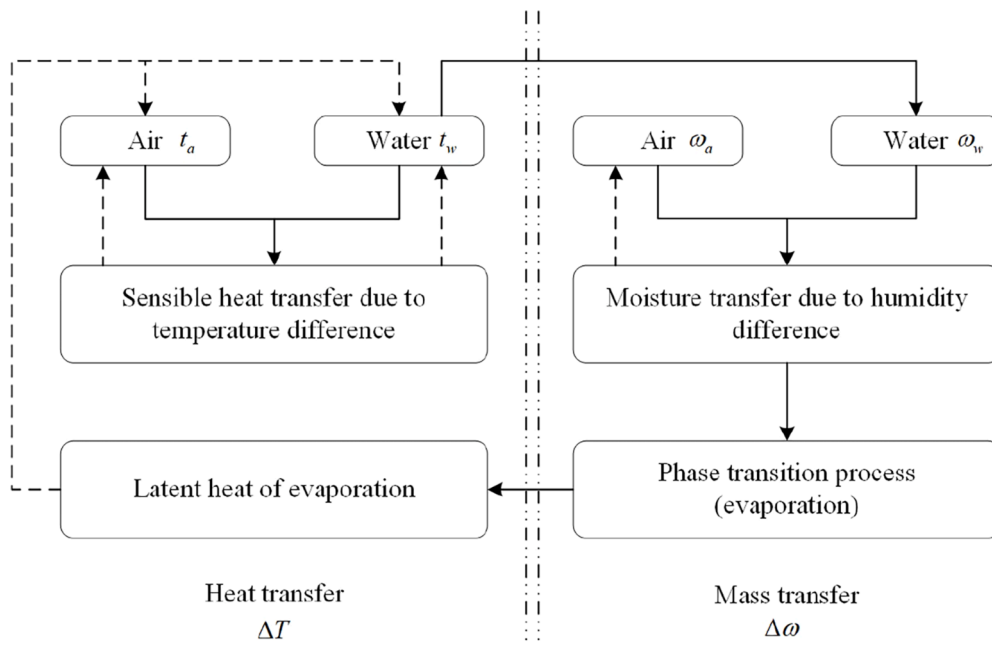 Air t_a
Water t_w
Air ω_a
Water ω_w
Sensible heat transfer due to
temperature difference
Moisture transfer due to humidity
difference
Latent heat of evaporation
Phase transition process
(evaporation)
Heat transfer
ΔT
Mass transfer
Δω